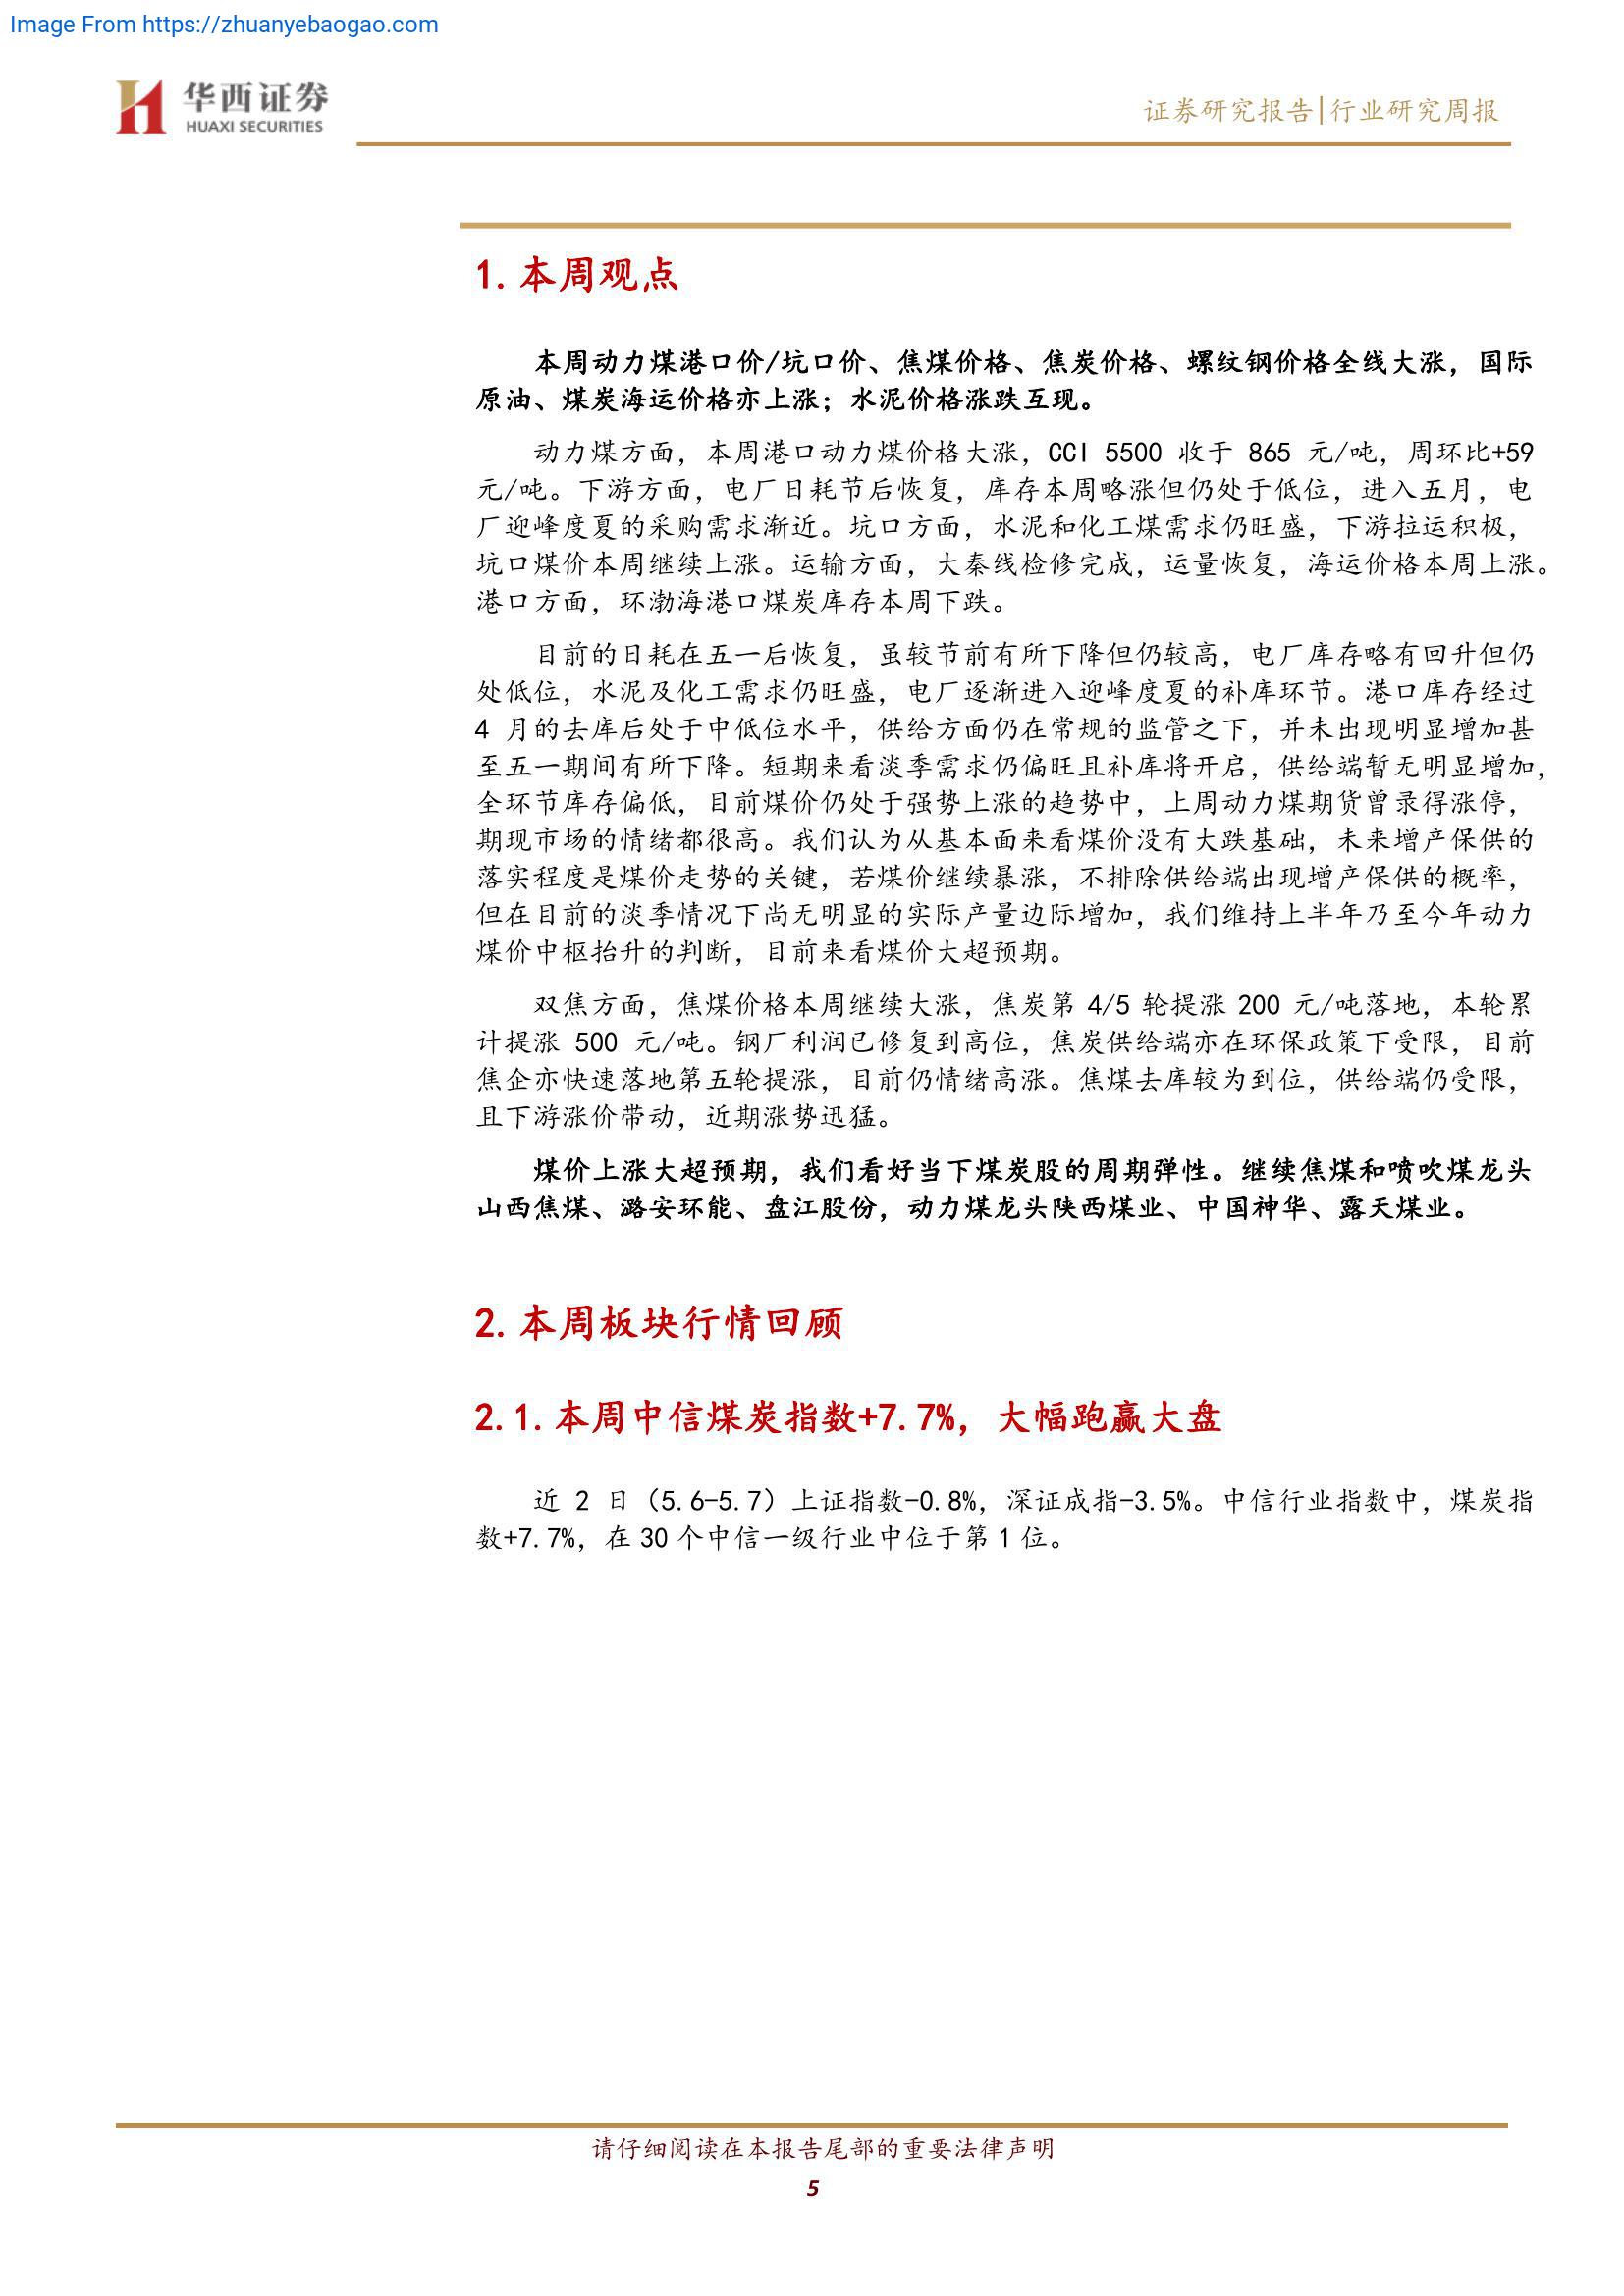 Image From https://zhuanyebaogao.com
华西证券
HUAXI SECURITIES
证券研究报告|行业研究周报
1.本周观点
本周动力煤港口价/坑口价、焦煤价格、焦炭价格、螺纹钢价格全线大涨，国际
原油、煤炭海运价格亦上涨；水泥价格涨跌互现。
动力煤方面，本周港口动力煤价格大涨，CCI 5500 收于 865 元/吨，周环比+59
元/吨。下游方面，电厂日耗节后恢复，库存本周略涨但仍处于低位，进入五月，电
厂迎峰度夏的采购需求渐近。坑口方面，水泥和化工煤需求仍旺盛，下游拉运积极，
坑口煤价本周继续上涨。运输方面，大秦线检修完成，运量恢复，海运价格本周上涨。
港口方面，环渤海港口煤炭库存本周下跌。
目前的日耗在五一后恢复，虽较节前有所下降但仍较高，电厂库存略有回升但仍
处低位，水泥及化工需求仍旺盛，电厂逐渐进入迎峰度夏的补库环节。港口库存经过
4 月的去库后处于中低位水平，供给方面仍在常规的监管之下，并未出现明显增加甚
至五一期间有所下降。短期来看淡季需求仍偏旺且补库将开启，供给端暂无明显增加，
全环节库存偏低，目前煤价仍处于强势上涨的趋势中，上周动力煤期货曾录得涨停，
期现市场的情绪都很高。我们认为从基本面来看煤价没有大跌基础，未来增产保供的
落实程度是煤价走势的关键，若煤价继续暴涨，不排除供给端出现增产保供的概率，
但在目前的淡季情况下尚无明显的实际产量边际增加，我们维持上半年乃至今年动力
煤价中枢抬升的判断，目前来看煤价大超预期。
双焦方面，焦煤价格本周继续大涨，焦炭第 4/5 轮提涨 200 元/吨落地，本轮累
计提涨 500 元/吨。钢厂利润已修复到高位，焦炭供给端亦在环保政策下受限，目前
焦企亦快速落地第五轮提涨，目前仍情绪高涨。焦煤去库较为到位，供给端仍受限，
且下游涨价带动，近期涨势迅猛。
煤价上涨大超预期，我们看好当下煤炭股的周期弹性。继续焦煤和喷吹煤龙头
山西焦煤、潞安环能、盘江股份，动力煤龙头陕西煤业、中国神华、露天煤业。
2.本周板块行情回顾
2.1.本周中信煤炭指数+7.7%，大幅跑赢大盘
近 2 日（5.6-5.7）上证指数-0.8%，深证成指-3.5%。中信行业指数中，煤炭指
数+7.7%，在 30 个中信一级行业中位于第 1 位。
请仔细阅读在本报告尾部的重要法律声明
5